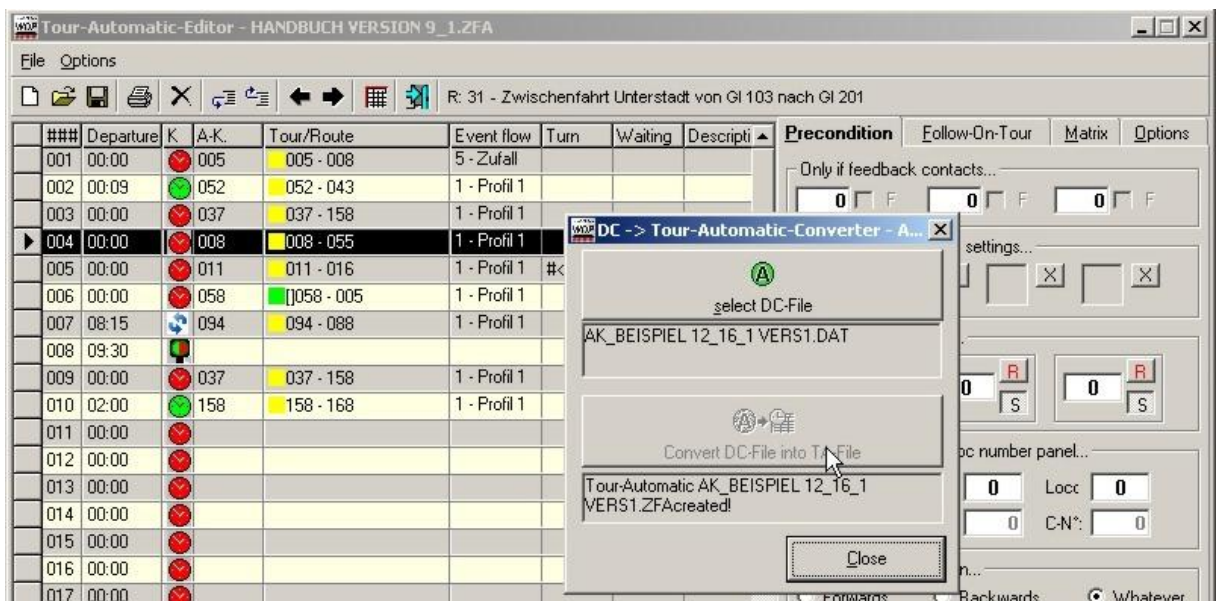 Tour-Automatic-Editor - HANDBUCH VERSION 9_1.ZFA
File Options
R: 31 - Zwischenfahrt Unterstadt von Gl 103 nach Gl 201
### Departure K A-K. Tour/Route Event flow Turn Waiting Descripti
001 00:00 005 005 - 008 5 - Zufall
002 00:09 052 052 - 043 1 - Profil 1
003 00:00 037 037 - 158 1 - Profil 1
004 00:00 008 008 - 055 1 - Profil 1
005 00:00 011 011 - 016 1 - Profil 1 #<
006 00:00 058 []058 - 005 1 - Profil 1
007 08:15 094 094 - 088 1 - Profil 1
008 09:30
009 00:00 037 037 - 158 1 - Profil 1
010 02:00 158 158 - 168 1 - Profil 1
011 00:00
012 00:00
013 00:00
014 00:00
015 00:00
016 00:00
017 00:00
Precondition Follow-On-Tour Matrix Options
Only if feedback contacts...
0 F 0 F 0 F
settings...
X X
0 R S 0 R S
loc number panel...
0 Locc 0
0 C-N°: 0
n...
Forwards Backwards Whatever
DC -> Tour-Automatic-Converter - A...
A
select DC-File
AK_BEISPIEL 12_16_1 VERS1.DAT
Convert DC-File into TA-File
Tour-Automatic AK_BEISPIEL 12_16_1
VERS1.ZFAcreated!
Close